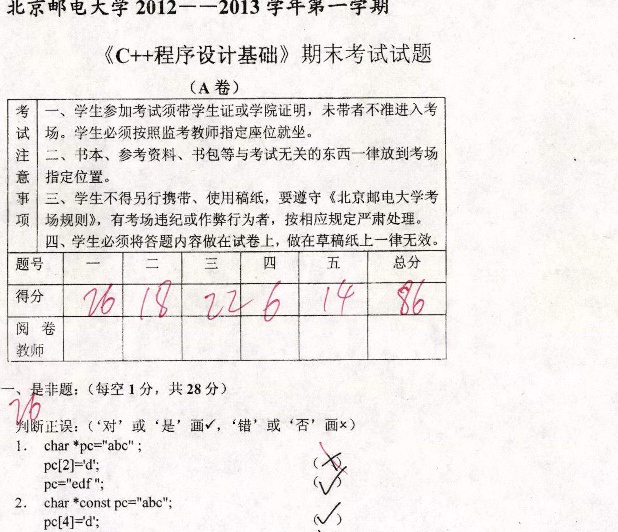 北京邮电大学 2012——2013 学年第一学期
《C++程序设计基础》期末考试试题
（A 卷）
考试注意事项
一、学生参加考试须带学生证或学院证明，未带者不准进入考
场。学生必须按照监考教师指定座位就坐。
二、书本、参考资料、书包等与考试无关的东西一律放到考场
指定位置。
三、学生不得另行携带、使用稿纸，要遵守《北京邮电大学考
场规则》，有考场违纪或作弊行为者，按相应规定严肃处理。
四、学生必须将答题内容做在试卷上，做在草稿纸上一律无效。
题号 一 二 三 四 五 总分
得分 26 18 22 6 14 86
阅 卷
教师
一、是非题：（每空 1 分，共 28 分）
26
判断正误：（‘对’或‘是’画✓，‘错’或‘否’画×）
1. char *pc="abc" ;
pc[2]='d'; (×)
pc="edf "; (✓)
2. char *const pc="abc";
pc[4]='d'; (✓)